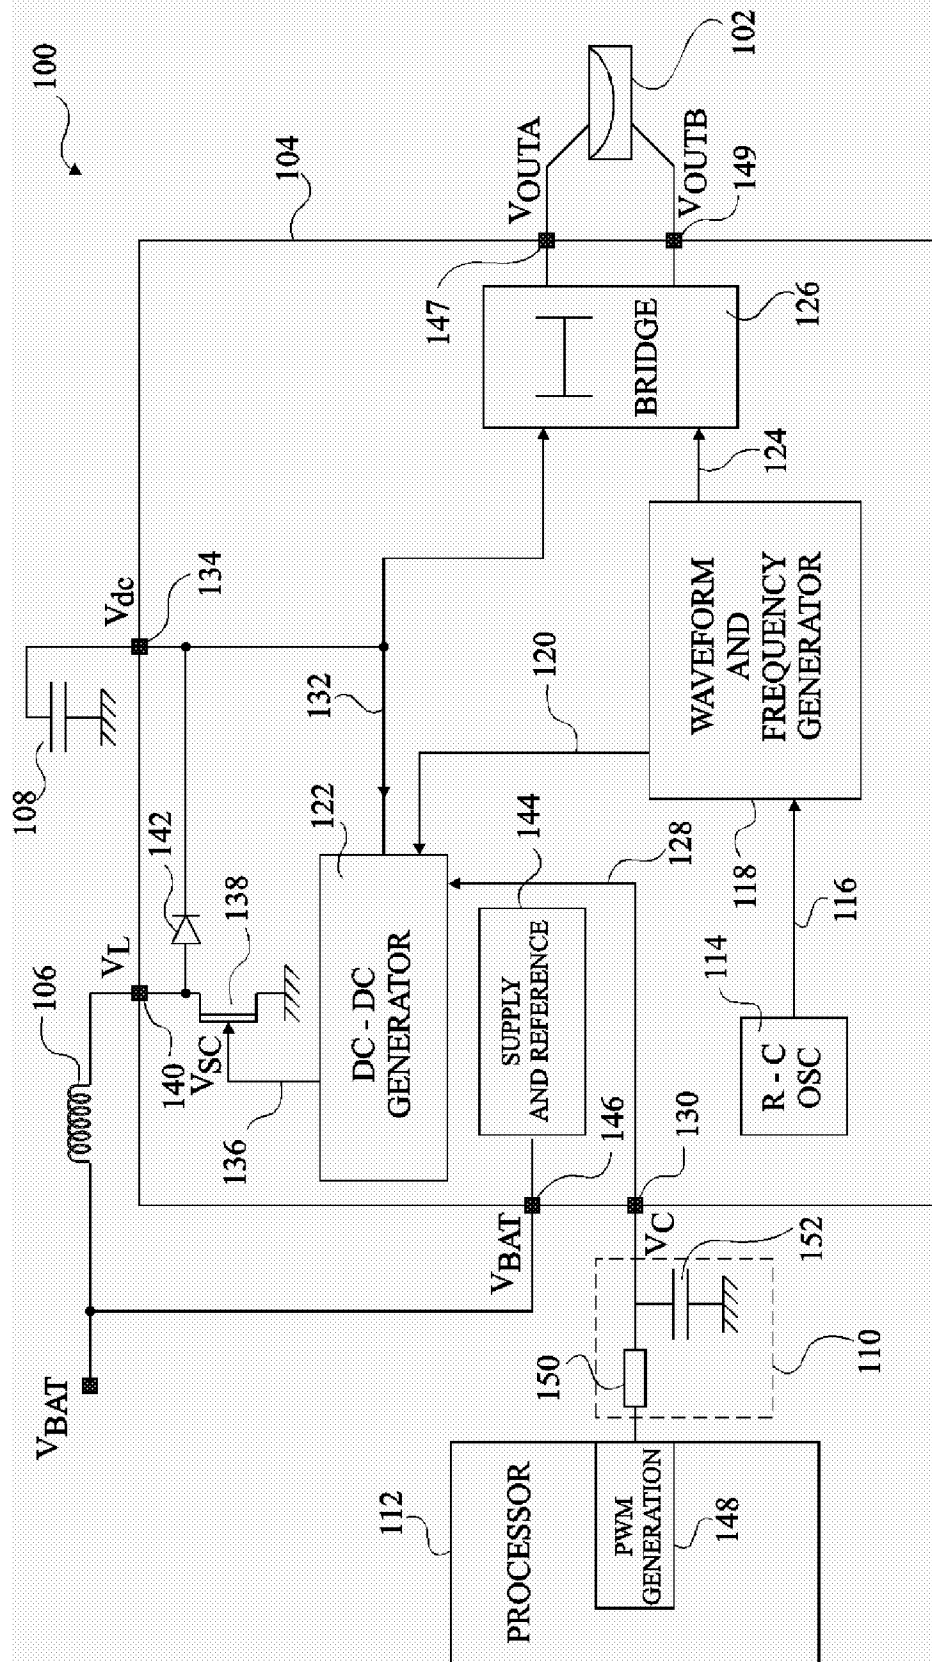 100
102
104
VOUTA
VOUTB
147
149
BRIDGE
126
124
Vdc
134
108
132
120
WAVEFORM
AND
FREQUENCY
GENERATOR
118
116
VL
142
138
106
140
VSC
136
122
DC - DC
GENERATOR
144
SUPPLY
AND REFERENCE
128
114
R - C
OSC
VBAT
146
130
VC
152
110
150
VBAT
112
PROCESSOR
PWM
GENERATION
148